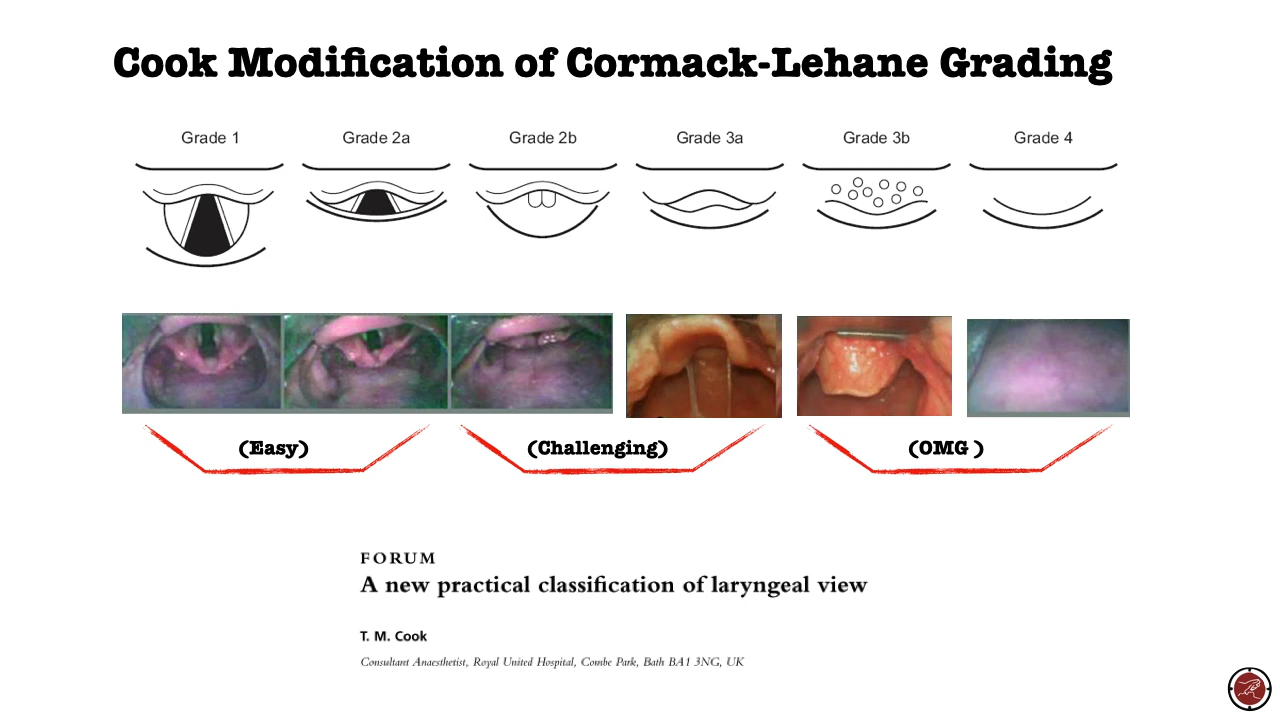 Cook Modification of Cormack-Lehane Grading
Grade 1 Grade 2a Grade 2b Grade 3a Grade 3b Grade 4
(Easy) (Challenging) (OMG )
FORUM
A new practical classification of laryngeal view
T. M. Cook
Consultant Anaesthetist, Royal United Hospital, Combe Park, Bath BA1 3NG, UK